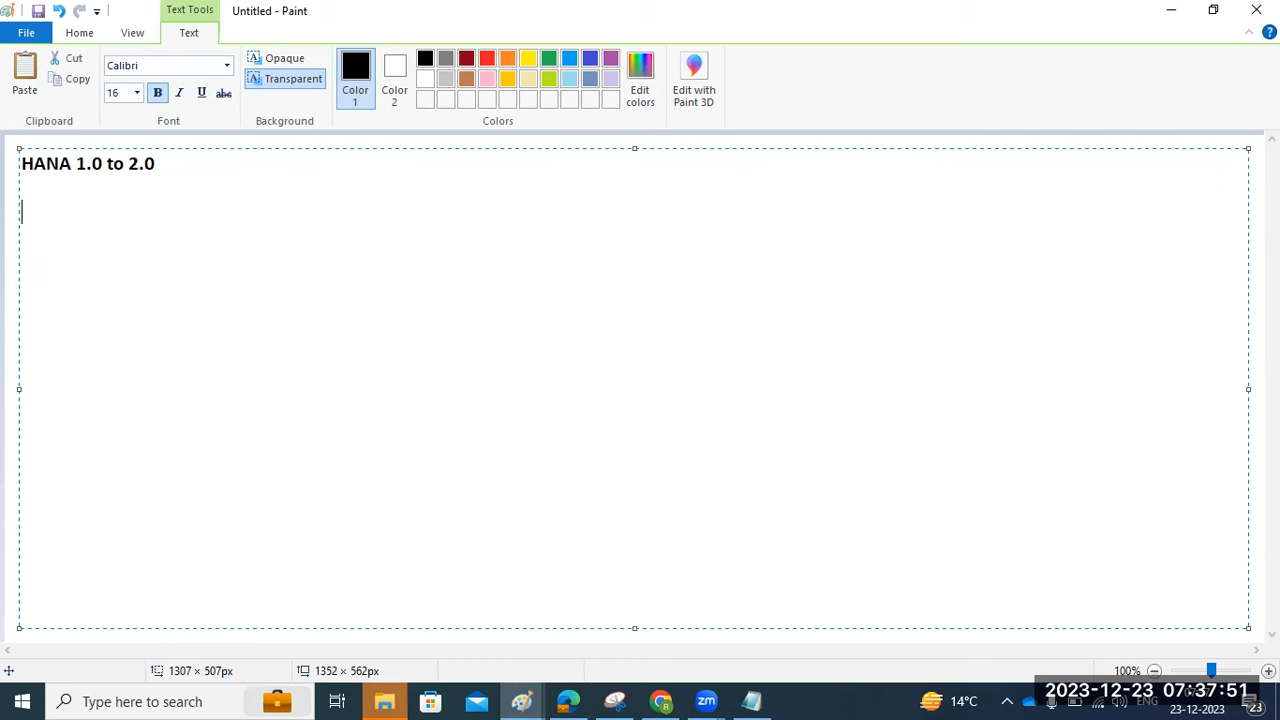 Text Tools
Untitled - Paint
File
Home
View
Text
Paste
Cut
Copy
Clipboard
Calibri
16
B
I
U
abc
Font
Opaque
Transparent
Background
Color 1
Color 2
Edit colors
Colors
Edit with Paint 3D
HANA 1.0 to 2.0
1307 × 507px
1352 × 562px
100%
Type here to search
14°C
ENG
2023-12-23 07:37:51
23-12-2023
23